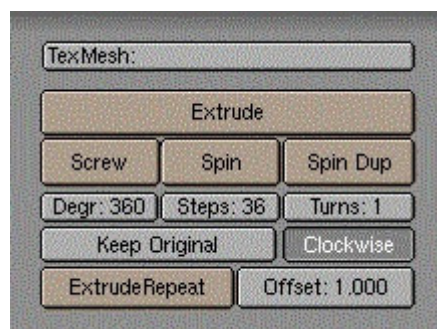 TexMesh:
Extrude
Screw Spin Spin Dup
Degr: 360 Steps: 36 Turns: 1
Keep Original Clockwise
ExtrudeRepeat Offset: 1.000